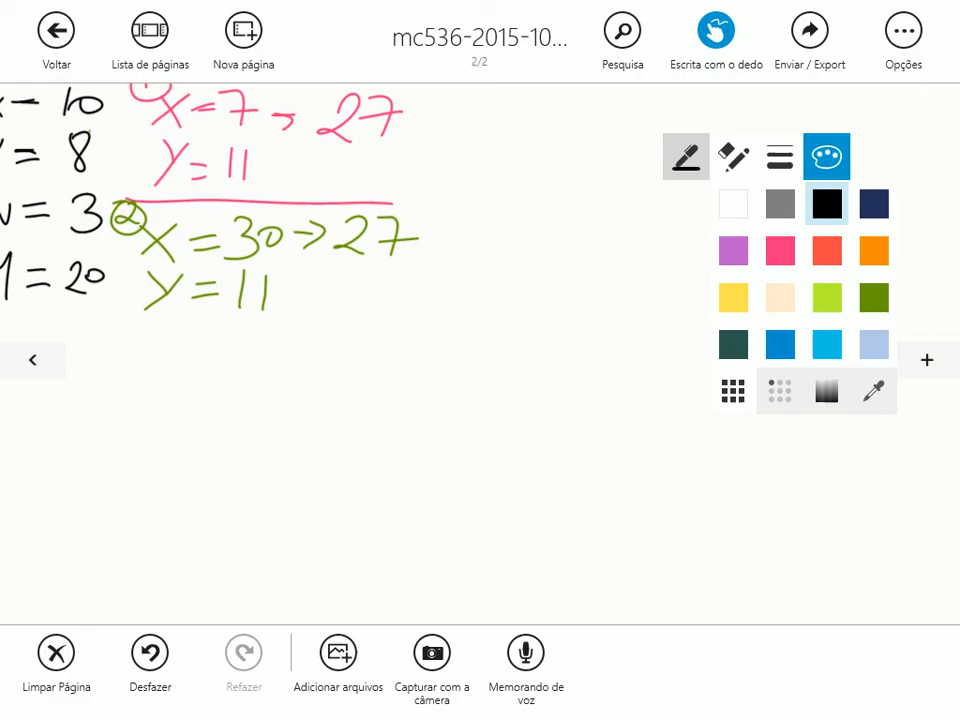 Voltar
Lista de páginas
Nova página
mc536-2015-10...
2/2
Pesquisa
Escrita com o dedo
Enviar / Export
Opções
10
= 8
= 3
= 20
X=7 → 27
Y= 11
②
X = 30 → 27
Y = 11
Limpar Página
Desfazer
Refazer
Adicionar arquivos
Capturar com a
câmera
Memorando de
voz